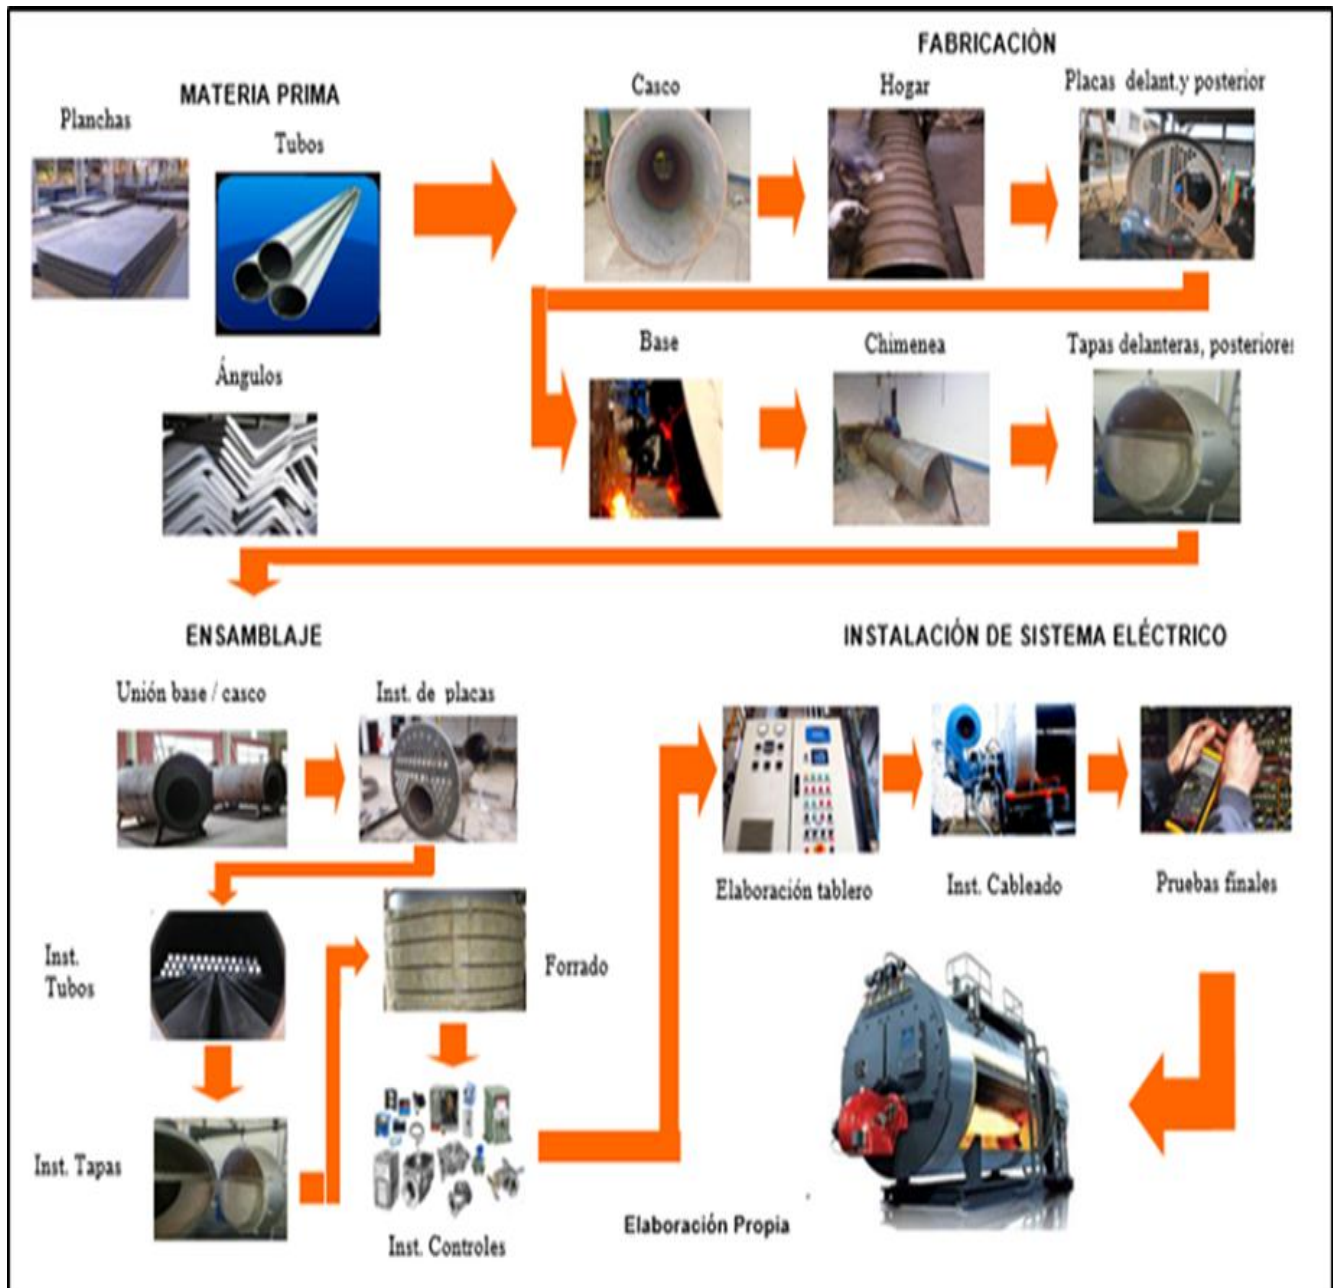 MATERIA PRIMA
Planchas
Tubos
Ángulos
FABRICACIÓN
Casco
Hogar
Placas delant.y posterior
Base
Chimenea
Tapas delanteras, posteriores
ENSAMBLAJE
Unión base / casco
Inst. de placas
Inst.
Tubos
Inst. Tapas
Forrado
Inst. Controles
INSTALACIÓN DE SISTEMA ELÉCTRICO
Elaboración tablero
Inst. Cableado
Pruebas finales
Elaboración Propia